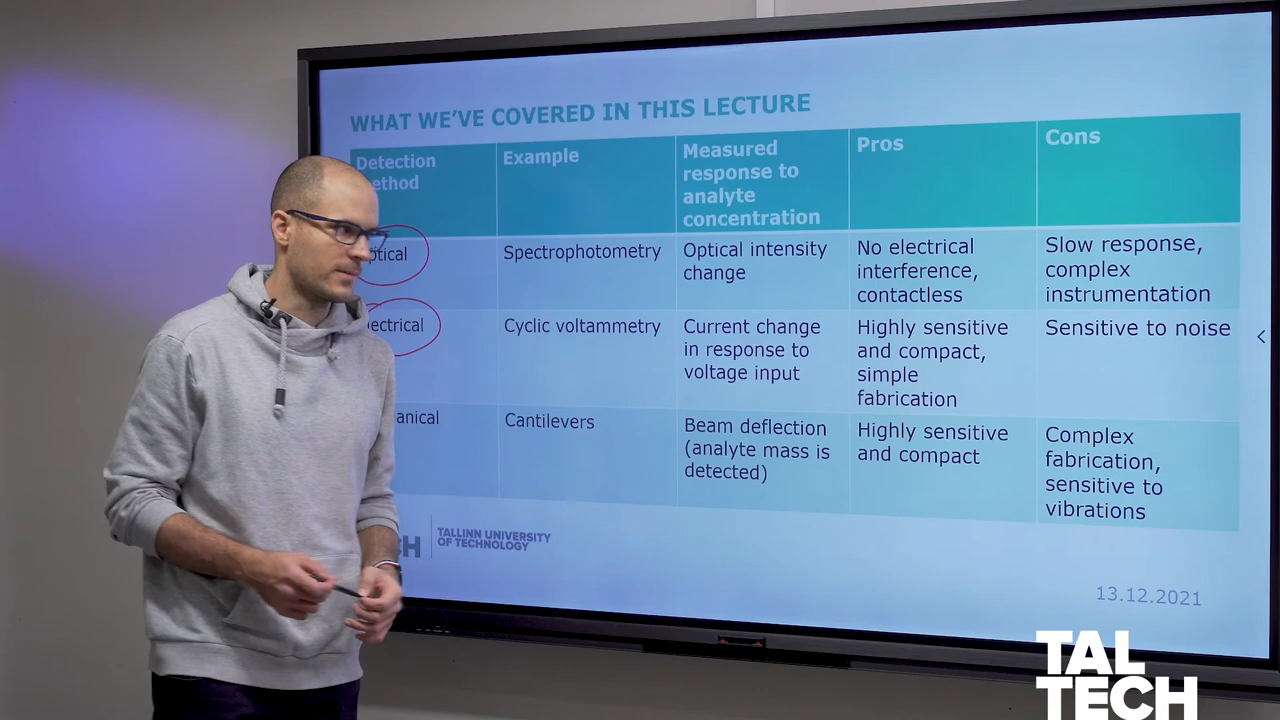 WHAT WE'VE COVERED IN THIS LECTURE
Detection
ethod
Example
Measured
response to
analyte
concentration
Pros
Cons
ptical
Spectrophotometry
Optical intensity
change
No electrical
interference,
contactless
Slow response,
complex
instrumentation
ectrical
Cyclic voltammetry
Current change
in response to
voltage input
Highly sensitive
and compact,
simple
fabrication
Sensitive to noise
anical
Cantilevers
Beam deflection
(analyte mass is
detected)
Highly sensitive
and compact
Complex
fabrication,
sensitive to
vibrations
CH
TALLINN UNIVERSITY
OF TECHNOLOGY
13.12.2021
TAL
TECH